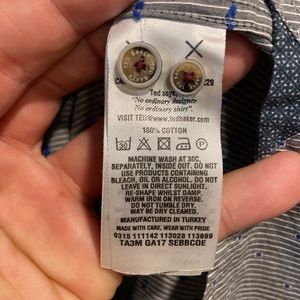 Ted says,
"No ordinary designer
No ordinary shirt".
VISIT TED@WWW.tedbaker.com
100% COTTON
30
MACHINE WASH AT 30C,
SEPARATELY, INSIDE OUT. DO NOT
USE PRODUCTS CONTAINING
BLEACH, OIL OR ALCOHOL. DO NOT
LEAVE IN DIRECT SUNLIGHT.
RE-SHAPE WHILST DAMP.
WARM IRON ON REVERSE.
DO NOT TUMBLE DRY.
MAY BE DRY CLEANED.
MANUFACTURED IN TURKEY
MADE WITH CARE, WEAR WITH PRIDE
0315 111142 113028 113899
TA3M GA17 SEBBCOE